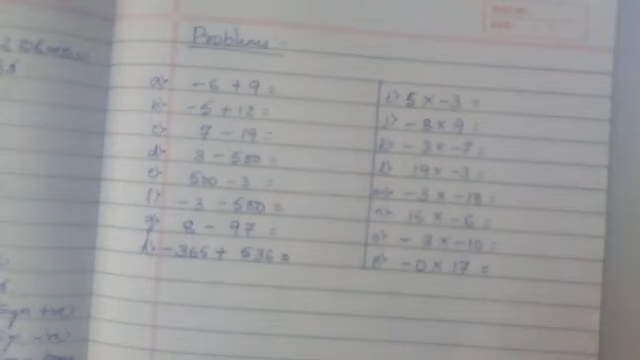 Problems :-
a) -6 + 9 =
b) -5 + 12 =
c) 7 - 19 =
d) 3 - 500 =
e) 500 - 3 =
f) -3 - 500 =
g) 8 - 97 =
h) -365 + 536 =
i) 5 x -3 =
j) -8 x 9 =
k) -3 x -7 =
l) 19 x -3 =
m) -3 x -18 =
n) 15 x -6 =
o) -3 x -10 =
p) -0 x 17 =